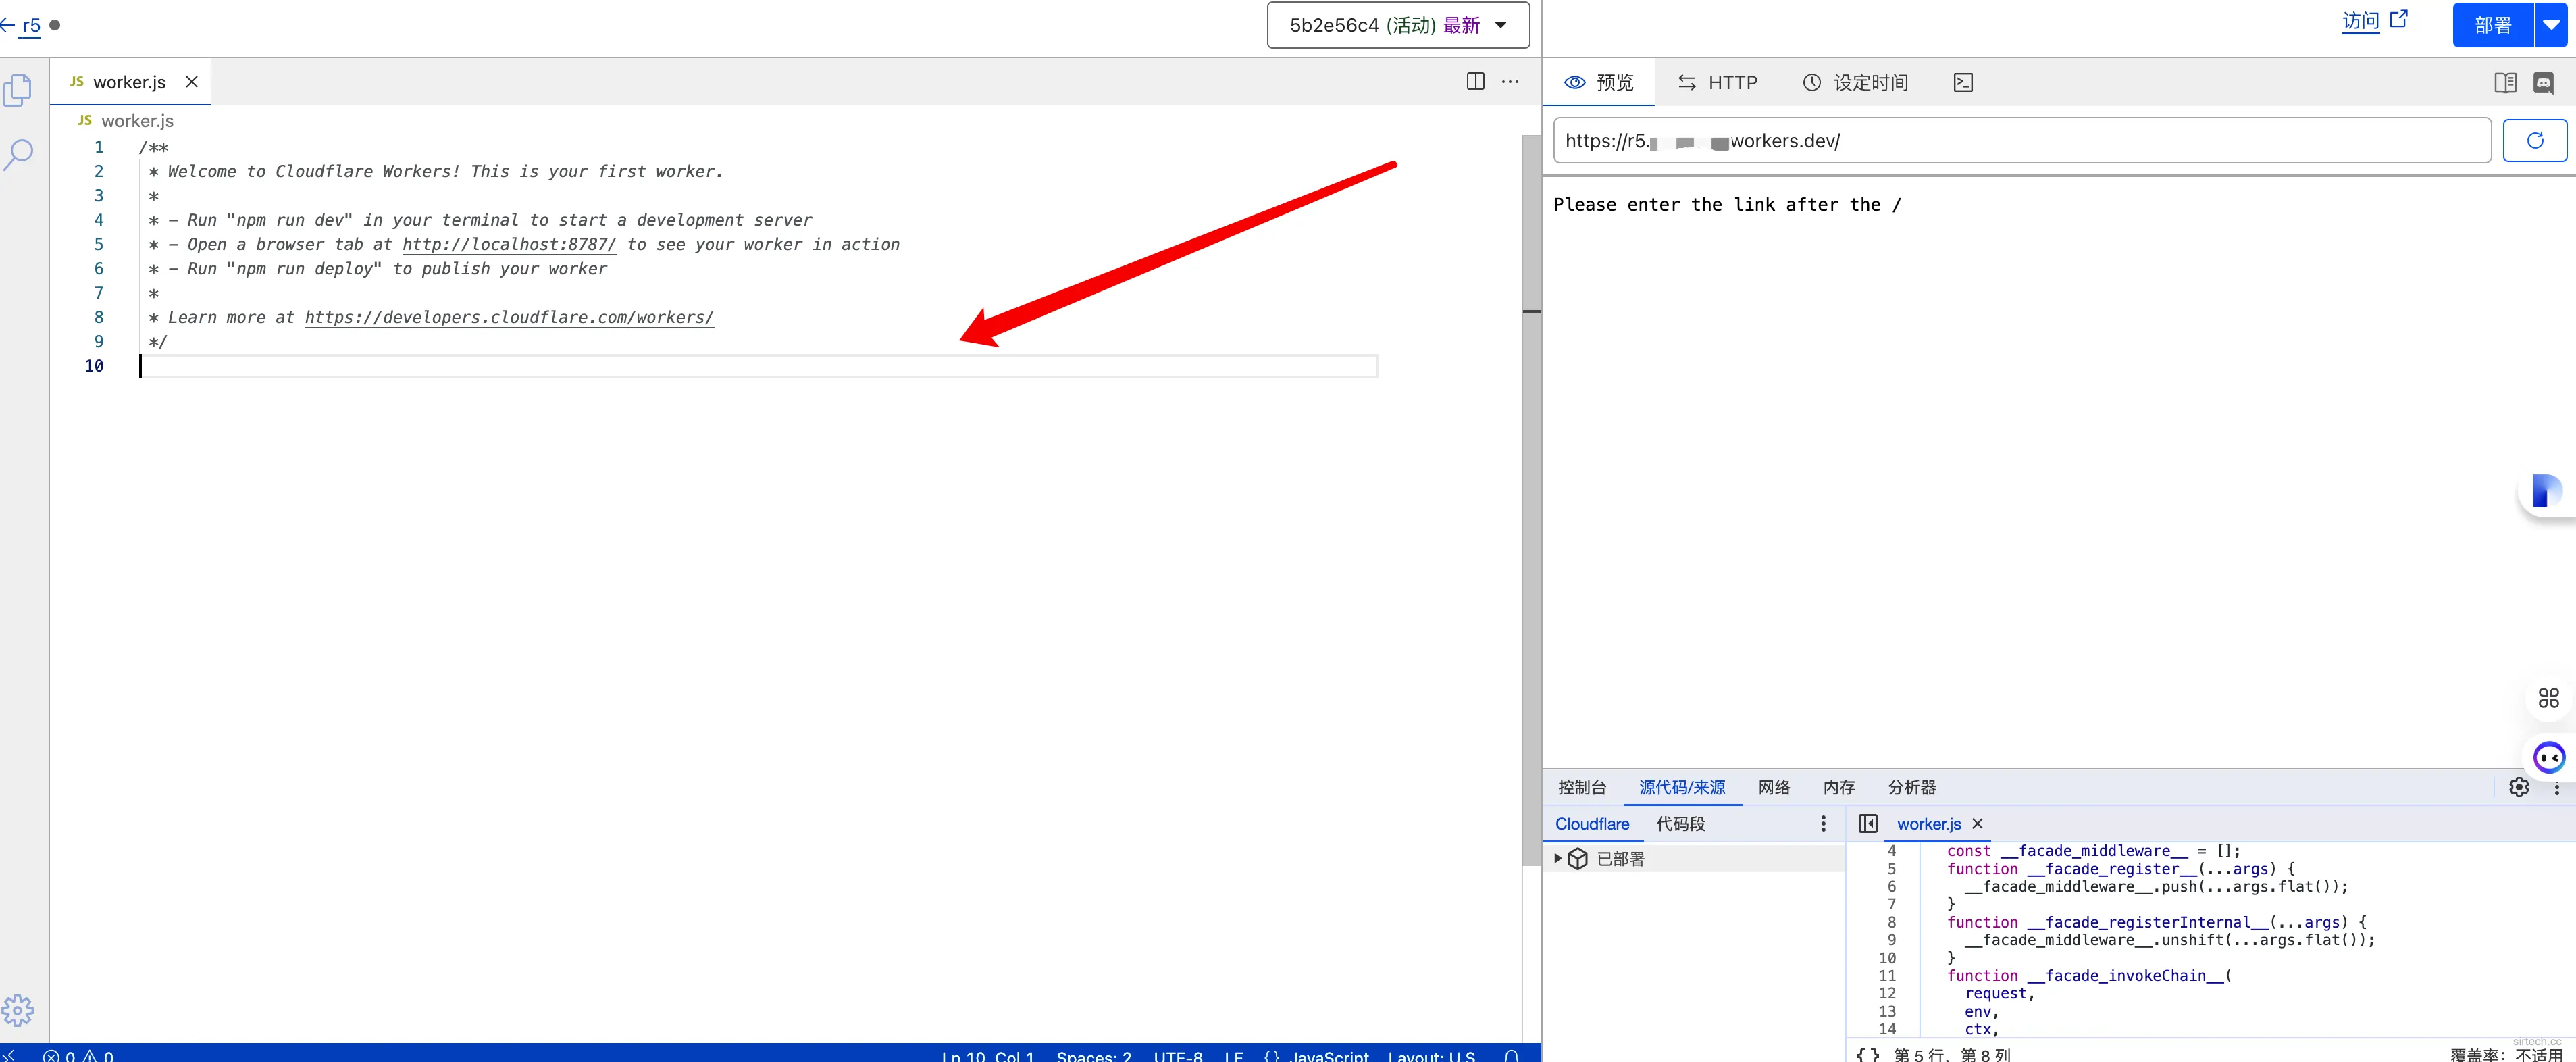 r5
5b2e56c4 (活动) 最新
访问
部署
JS worker.js
预览
HTTP
设定时间
JS worker.js
https://r5.
workers.dev/
1 /**
2 * Welcome to Cloudflare Workers! This is your first worker.
3 *
4 * - Run "npm run dev" in your terminal to start a development server
5 * - Open a browser tab at http://localhost:8787/ to see your worker in action
6 * - Run "npm run deploy" to publish your worker
7 *
8 * Learn more at https://developers.cloudflare.com/workers/
9 */
10
Please enter the link after the /
控制台 源代码/来源 网络 内存 分析器
Cloudflare 代码段
worker.js
已部署
4 const __facade_middleware__ = [];
5 function __facade_register__(...args) {
6 __facade_middleware__.push(...args.flat());
7 }
8 function __facade_registerInternal__(...args) {
9 __facade_middleware__.unshift(...args.flat());
10 }
11 function __facade_invokeChain__(
12 request,
13 env,
14 ctx,
0 0
Ln 10, Col 1 Spaces: 2 UTF-8 LF {} JavaScript Layout: U.S.
{} 第 5 行，第 8 列
覆盖率：不适用
sirtech.cc